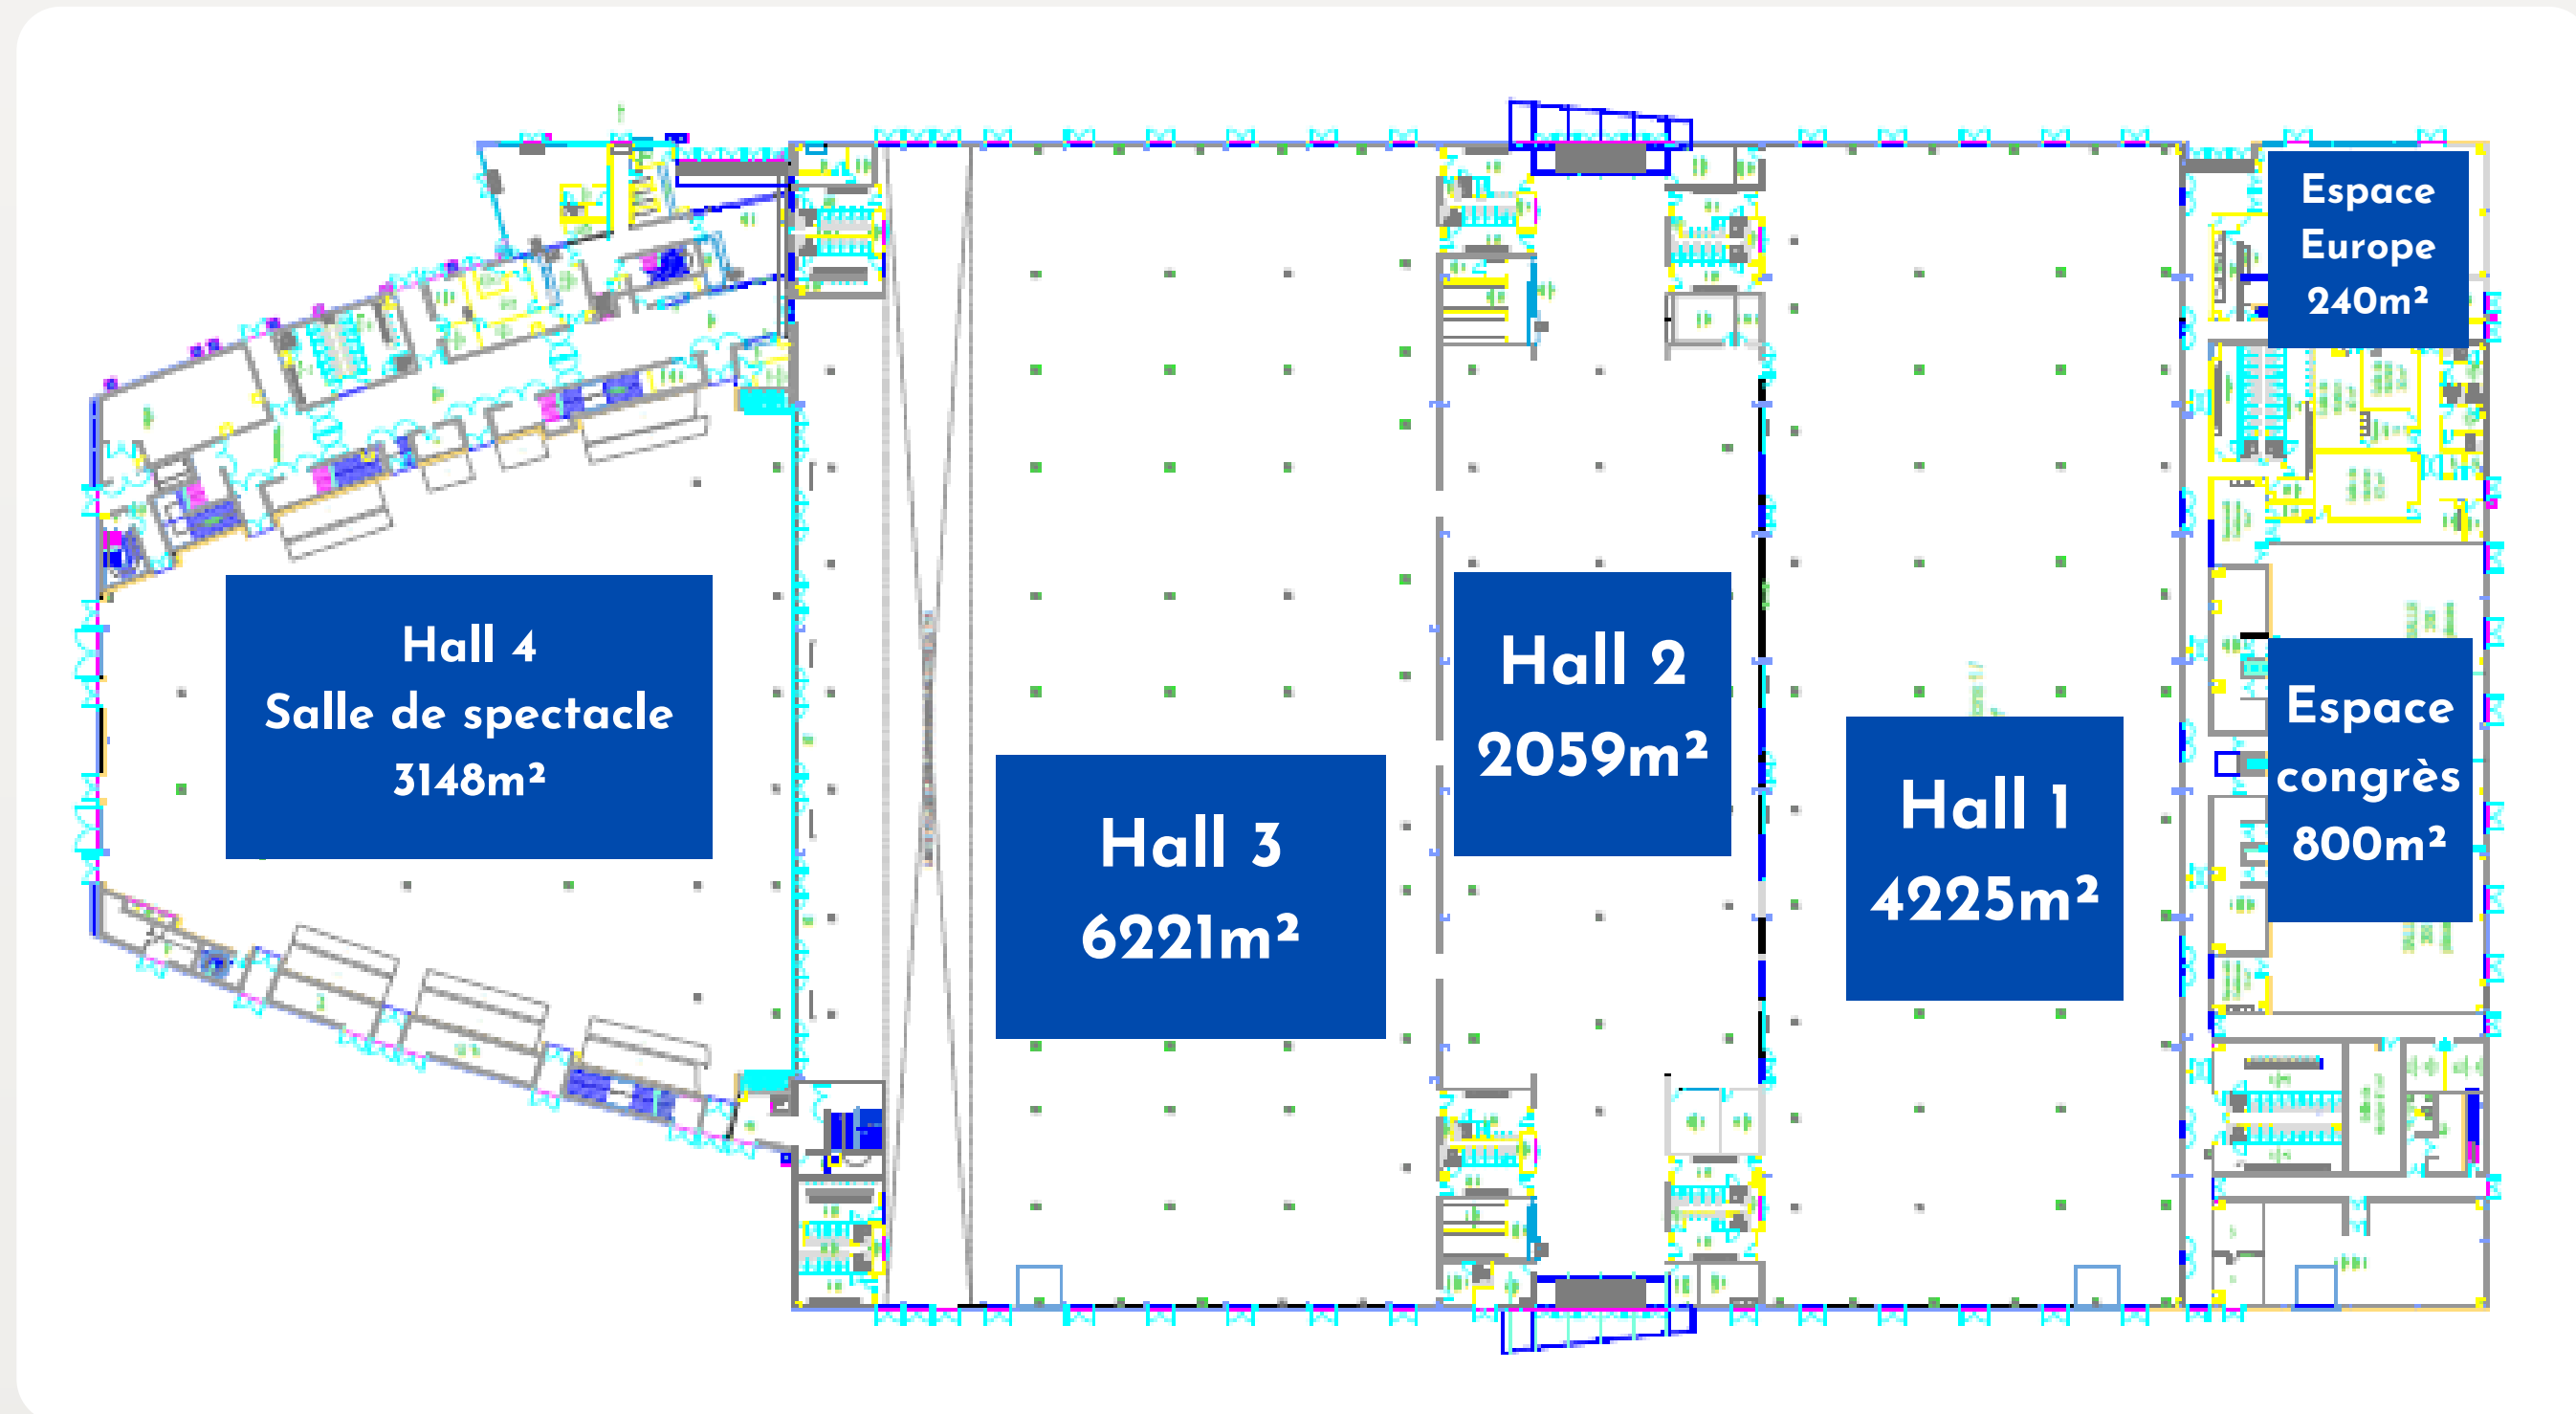 Hall 4
Salle de spectacle
3148m²
Hall 3
6221m²
Hall 2
2059m²
Hall 1
4225m²
Espace
Europe
240m²
Espace
congrès
800m²